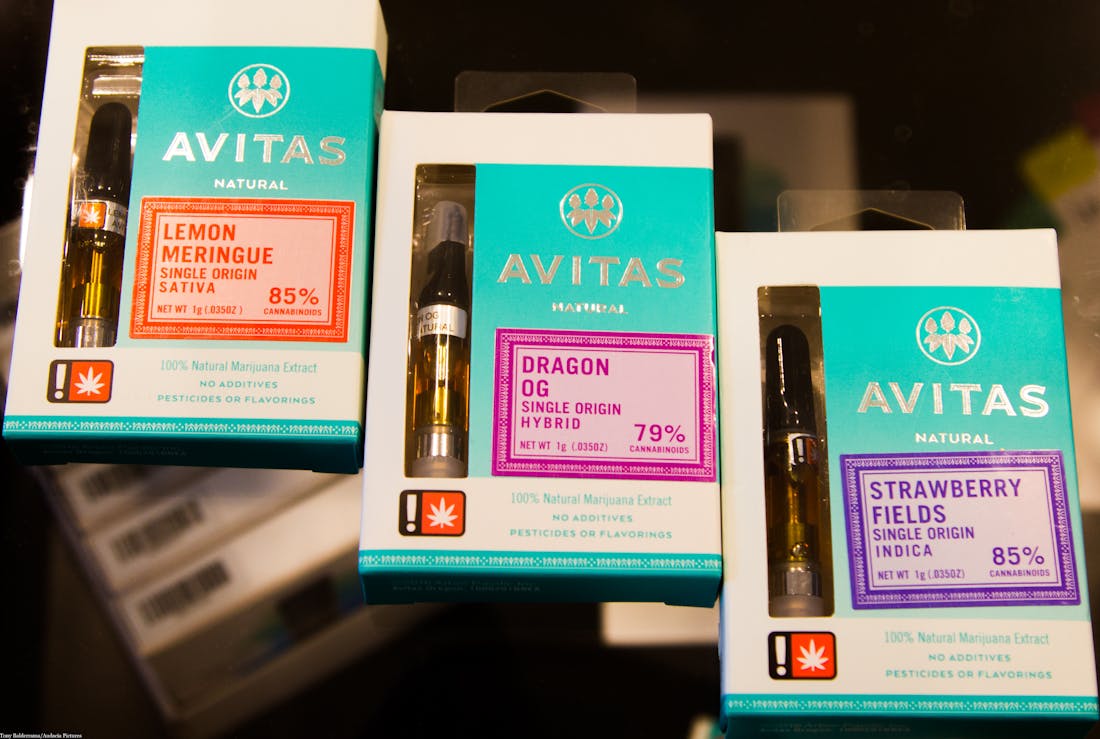 AVITAS
NATURAL
LEMON
MERINGUE
SINGLE ORIGIN
SATIVA
85%
NET WT 1g (.035OZ )
CANNABINOIDS
!
100% Natural Marijuana Extract
NO ADDITIVES
PESTICIDES OR FLAVORINGS
AVITAS
NATURAL
DRAGON
OG
SINGLE ORIGIN
HYBRID
79%
NET WT 1g (.035OZ)
CANNABINOIDS
!
100% Natural Marijuana Extract
NO ADDITIVES
PESTICIDES OR FLAVORINGS
AVITAS
NATURAL
STRAWBERRY
FIELDS
SINGLE ORIGIN
INDICA
85%
NET WT 1g (.035OZ)
CANNABINOIDS
!
100% Natural Marijuana Extract
NO ADDITIVES
PESTICIDES OR FLAVORINGS
Tony Balderrama/Audacia Pictures